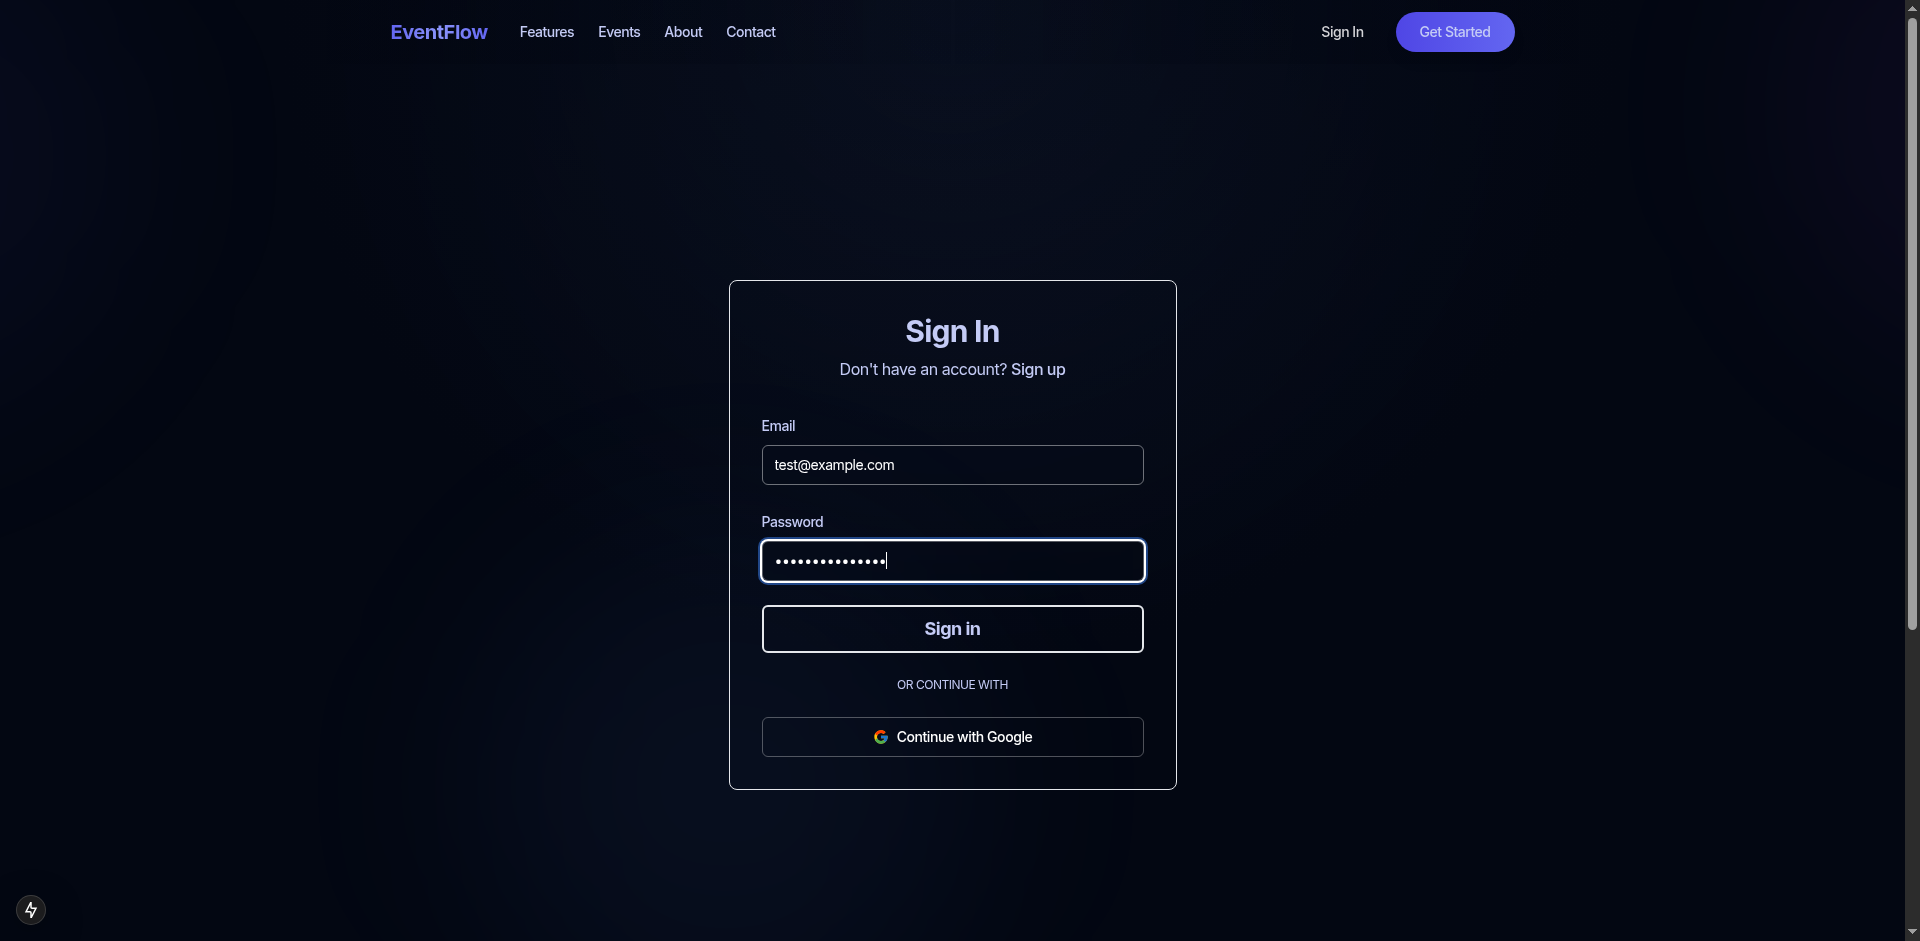 EventFlow Features Events About Contact Sign In Get Started
Sign In
Don't have an account? Sign up
Email
test@example.com
Password
•••••••••••••••
Sign in
OR CONTINUE WITH
Continue with Google